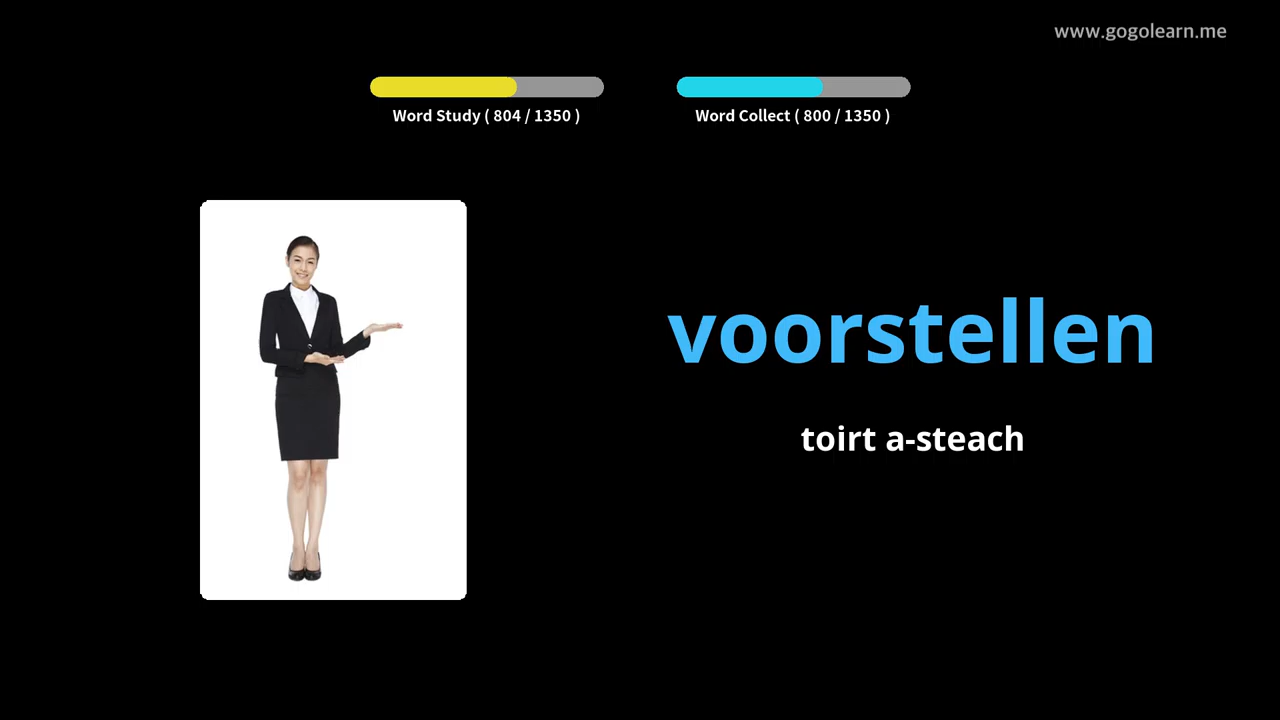 www.gogolearn.me
Word Study ( 804 / 1350 )
Word Collect ( 800 / 1350 )
voorstellen
toirt a-steach